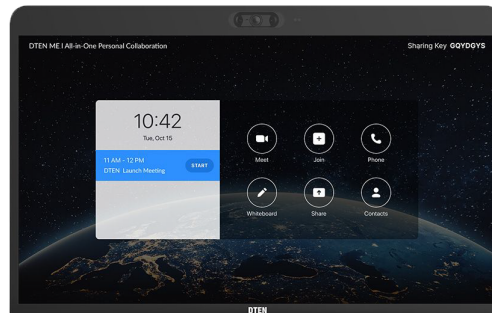 DTEN ME | All-in-One Personal Collaboration
Sharing Key GQYDGYS
10:42
Tue, Oct 15
11 AM - 12 PM
DTEN Launch Meeting
START
Meet
Join
Phone
Whiteboard
Share
Contacts
DTEN